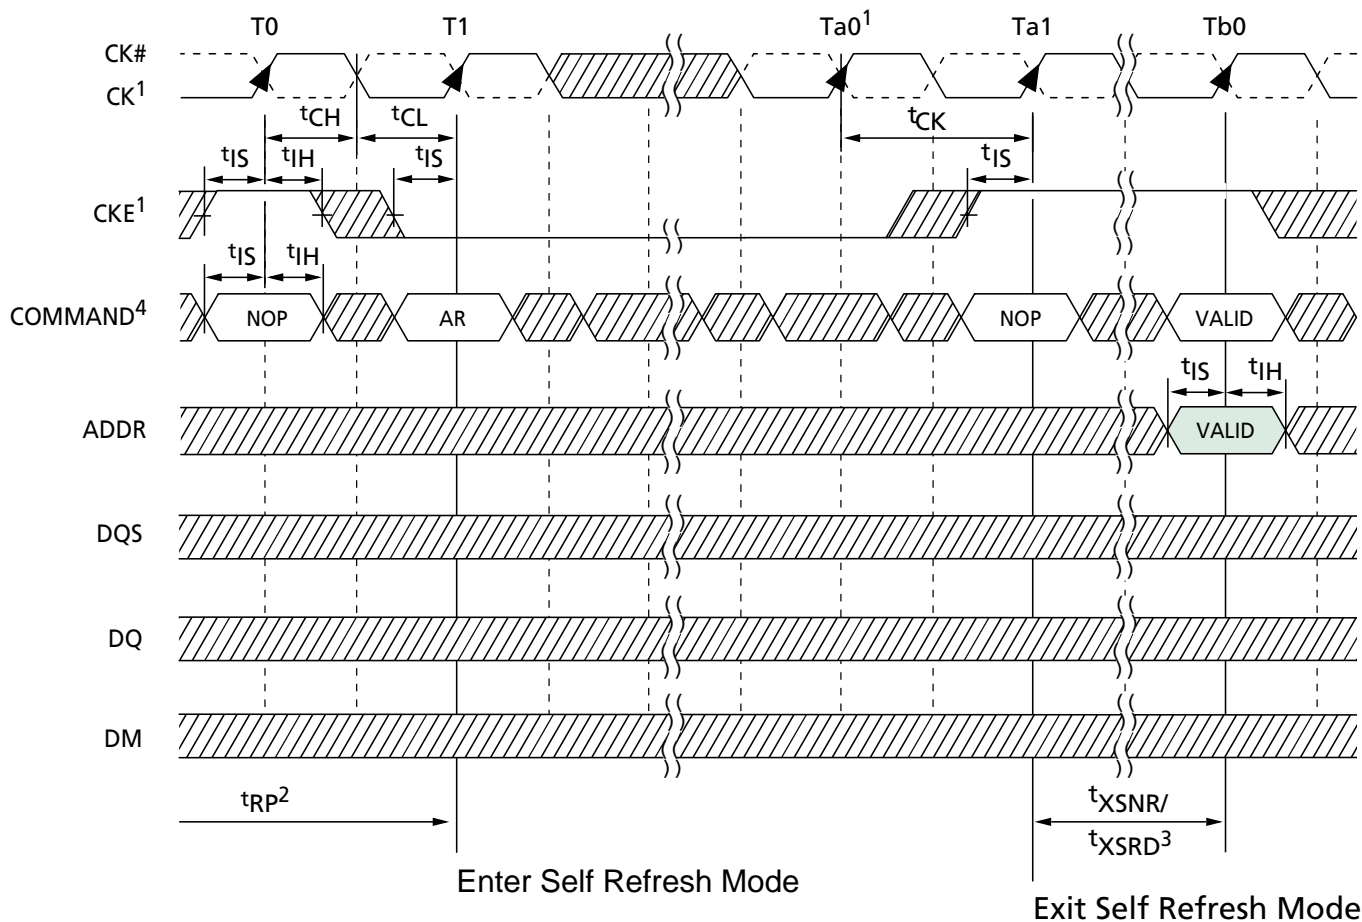 T0 T1 Ta0¹ Ta1 Tb0
CK#
CK¹
tCH tCL tCK
tIS tIH tIS tIS
CKE¹
tIS tIH
COMMAND⁴ NOP AR NOP VALID
tIS tIH
ADDR VALID
DQS
DQ
DM
tRP² tXSNR/
tXSRD³
Enter Self Refresh Mode
Exit Self Refresh Mode